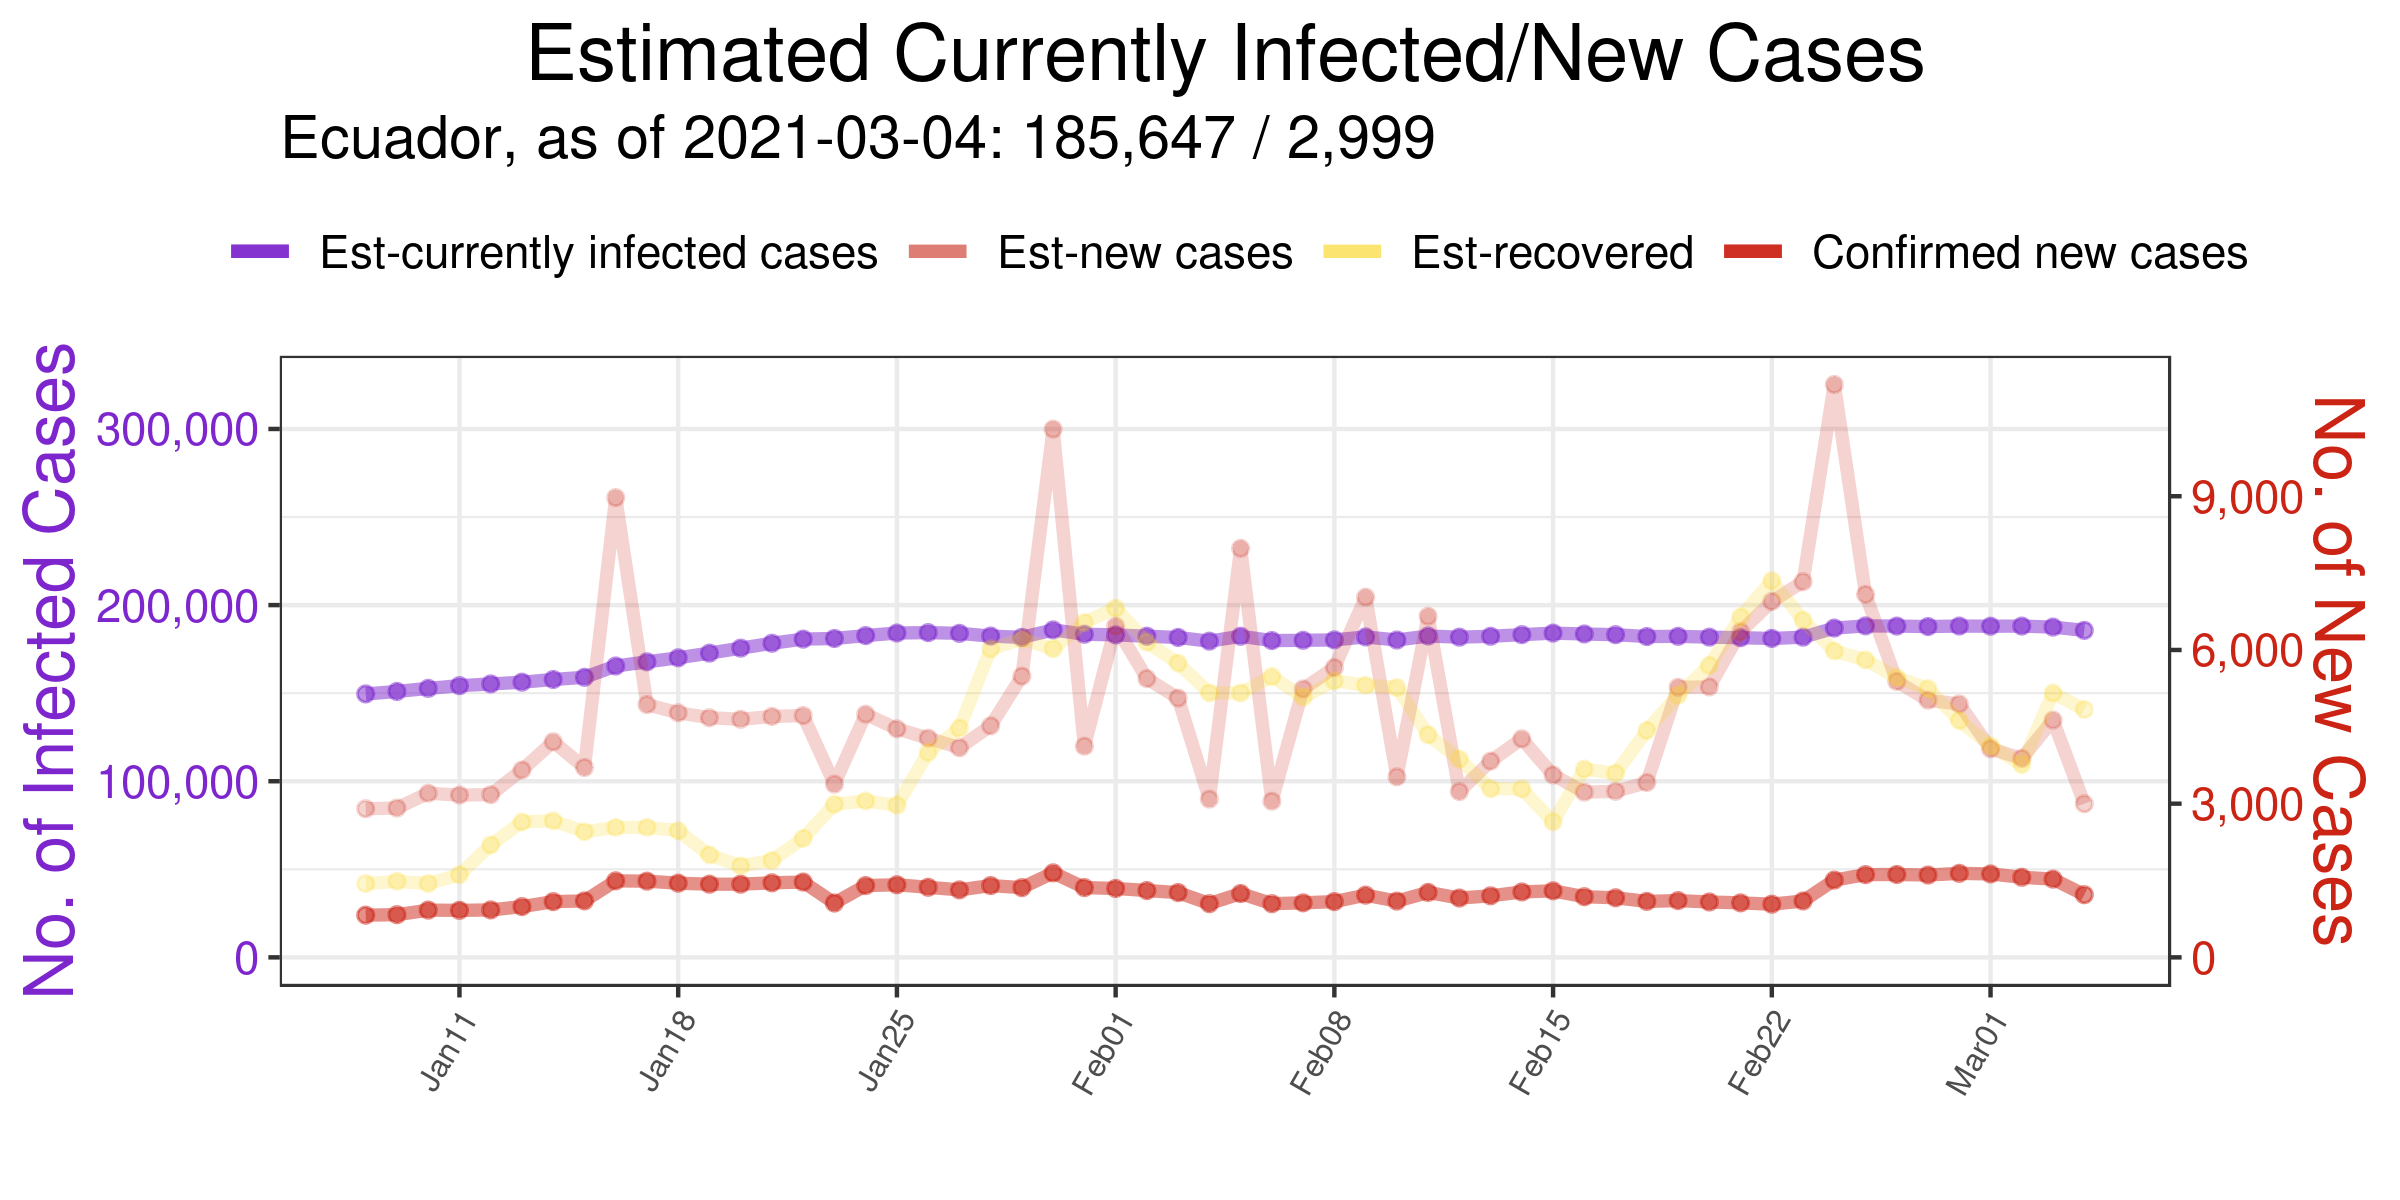 Estimated Currently Infected/New Cases
Ecuador, as of 2021-03-04: 185,647 / 2,999
Est-currently infected cases Est-new cases Est-recovered Confirmed new cases
No. of Infected Cases
300,000
200,000
100,000
0
9,000
6,000
3,000
0
No. of New Cases
Jan11 Jan18 Jan25 Feb01 Feb08 Feb15 Feb22 Mar01